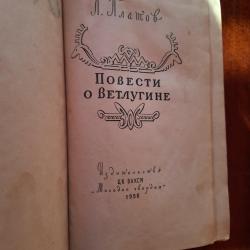 Л. Платов
ПОВЕСТИ
О ВЕТЛУГИНЕ
Издательство
ЦК ВЛКСМ
„Молодая гвардия“
1958